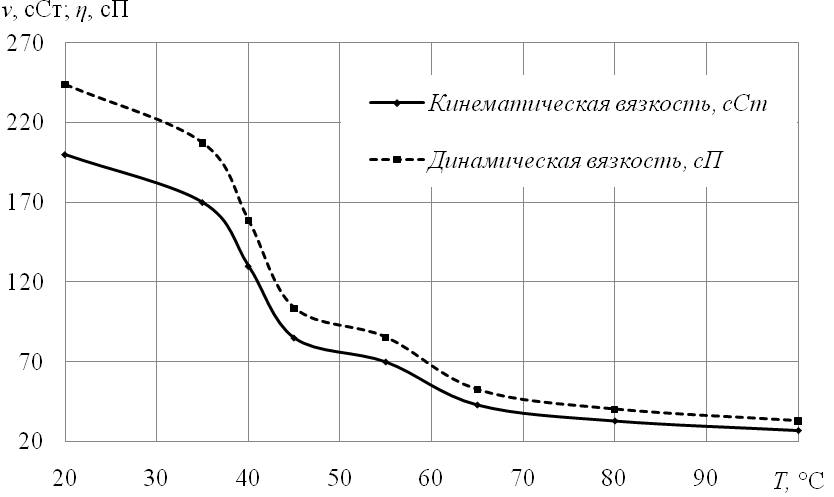 ν, сСт; η, сП
270
220
170
120
70
20
Кинематическая вязкость, сСт
Динамическая вязкость, сП
20 30 40 50 60 70 80 90 T, °С